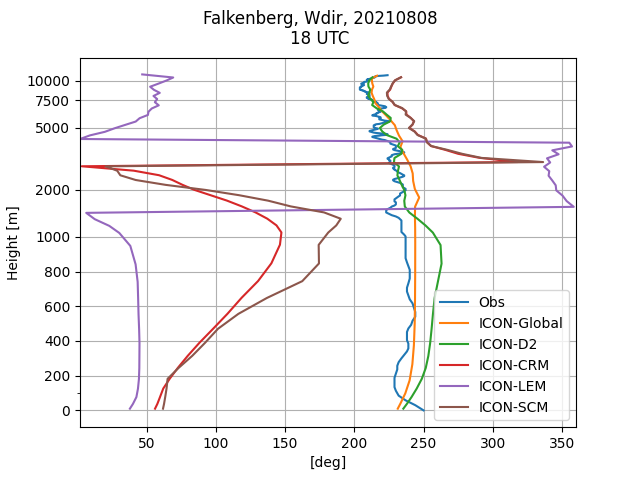 Falkenberg, Wdir, 20210808
18 UTC
Height [m]
10000
7500
5000
2000
1000
800
600
400
200
0
50
100
150
200
250
300
350
[deg]
Obs
ICON-Global
ICON-D2
ICON-CRM
ICON-LEM
ICON-SCM